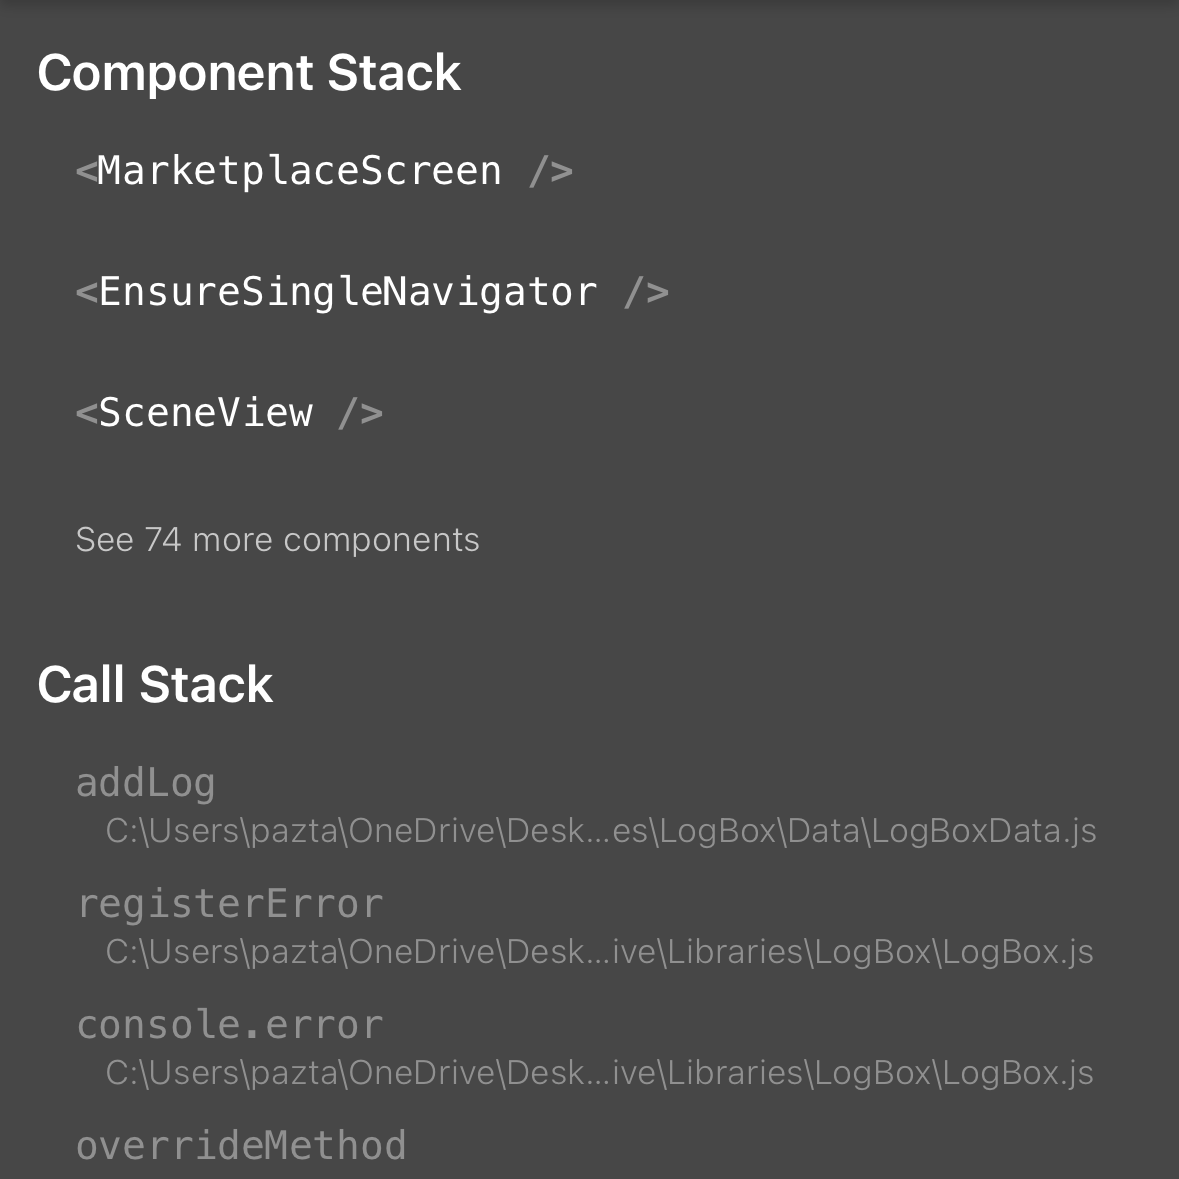 Component Stack
<MarketplaceScreen />
<EnsureSingleNavigator />
<SceneView />
See 74 more components
Call Stack
addLog
C:\Users\pazta\OneDrive\Desk...es\LogBox\Data\LogBoxData.js
registerError
C:\Users\pazta\OneDrive\Desk...ive\Libraries\LogBox\LogBox.js
console.error
C:\Users\pazta\OneDrive\Desk...ive\Libraries\LogBox\LogBox.js
overrideMethod